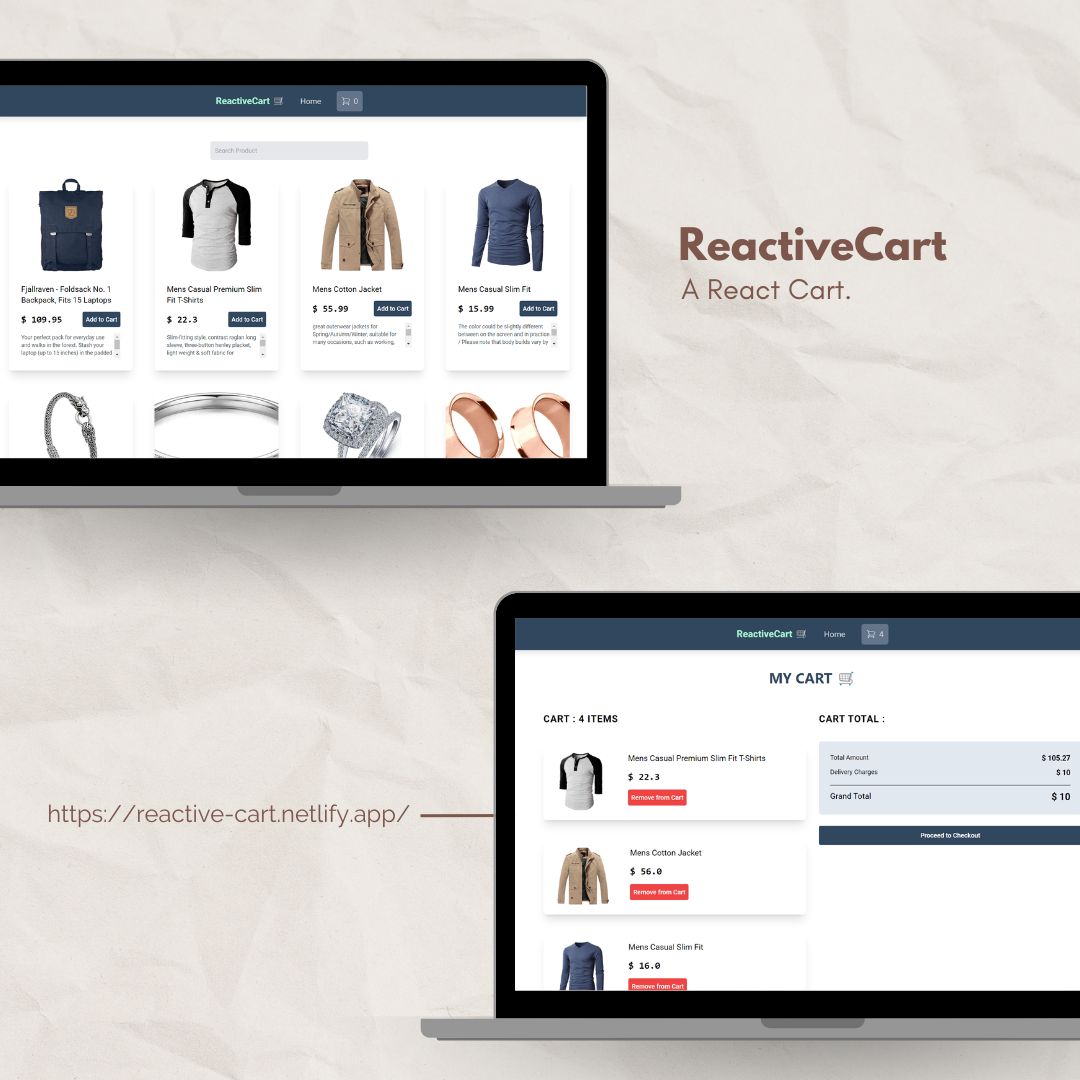 ReactiveCart
Home
0
Search Product
Fjallraven - Foldsack No. 1
Backpack, Fits 15 Laptops
$ 109.95
Add to Cart
Your perfect pack for everyday use
and walks in the forest. Stash your
laptop (up to 15 inches) in the padded
Mens Casual Premium Slim
Fit T-Shirts
$ 22.3
Add to Cart
Slim-fitting style, contrast raglan long
sleeve, three-button henley placket,
light weight & soft fabric for
Mens Cotton Jacket
$ 55.99
Add to Cart
great outerwear jackets for
Spring/Autumn/Winter, suitable for
many occasions, such as working,
Mens Casual Slim Fit
$ 15.99
Add to Cart
The color could be slightly different
between on the screen and in practice.
/ Please note that body builds vary by
ReactiveCart
A React Cart.
ReactiveCart
Home
4
MY CART
CART : 4 ITEMS
Mens Casual Premium Slim Fit T-Shirts
$ 22.3
Remove from Cart
Mens Cotton Jacket
$ 56.0
Remove from Cart
Mens Casual Slim Fit
$ 16.0
Remove from Cart
CART TOTAL :
Total Amount $ 105.27
Delivery Charges $ 10
Grand Total $ 10
Proceed to Checkout
https://reactive-cart.netlify.app/